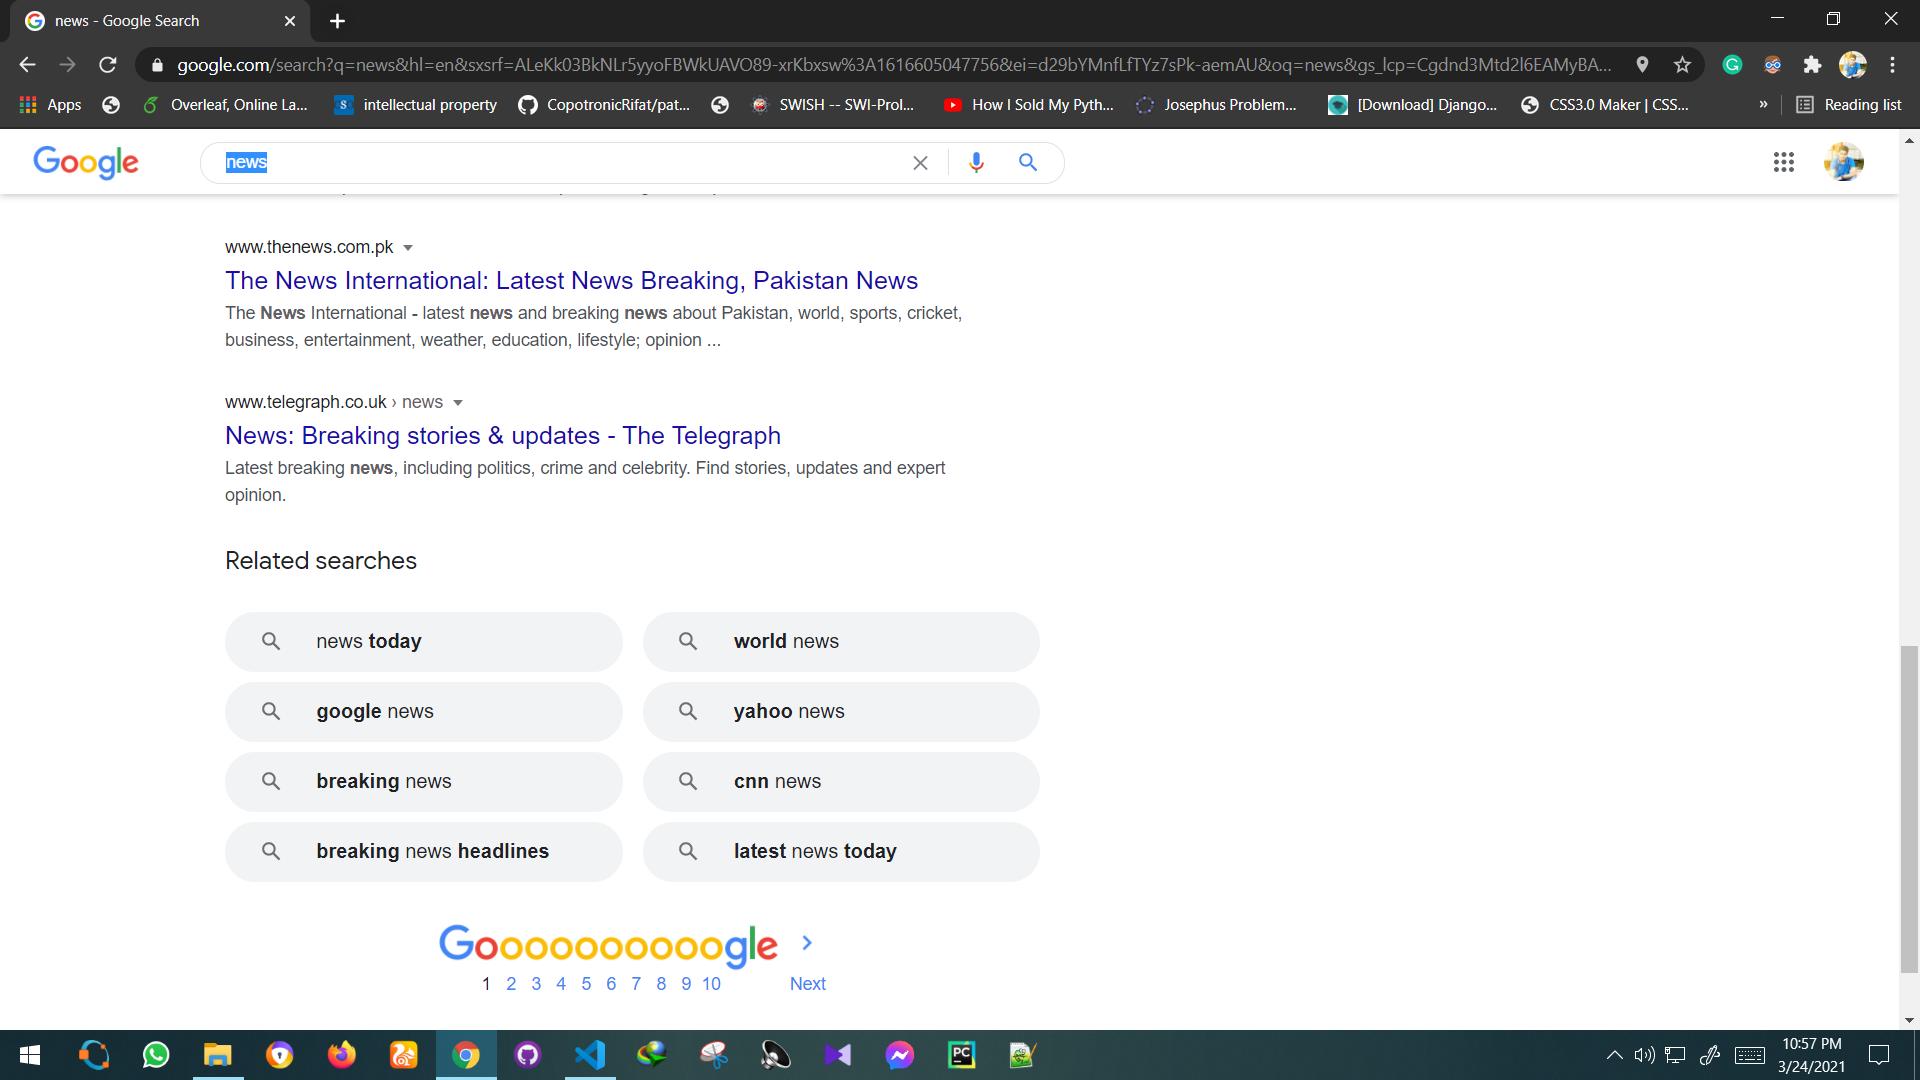 news - Google Search
google.com/search?q=news&hl=en&sxsrf=ALeKk03BkNLr5yyoFBWkUAVO89-xrKbxsw%3A1616605047756&ei=d29bYMnfLfTYz7sPk-aemAU&oq=news&gs_lcp=Cgdnd3Mtd2l6EAMyBA...
Apps Overleaf, Online La... intellectual property CopotronicRifat/pat... SWISH -- SWI-Prol... How I Sold My Pyth... Josephus Problem... [Download] Django... CSS3.0 Maker | CSS... » Reading list
Google news
www.thenews.com.pk
The News International: Latest News Breaking, Pakistan News
The News International - latest news and breaking news about Pakistan, world, sports, cricket,
business, entertainment, weather, education, lifestyle; opinion ...
www.telegraph.co.uk › news
News: Breaking stories & updates - The Telegraph
Latest breaking news, including politics, crime and celebrity. Find stories, updates and expert
opinion.
Related searches
news today
world news
google news
yahoo news
breaking news
cnn news
breaking news headlines
latest news today
Goooooooooogle
1 2 3 4 5 6 7 8 9 10 Next
PC
10:57 PM
3/24/2021